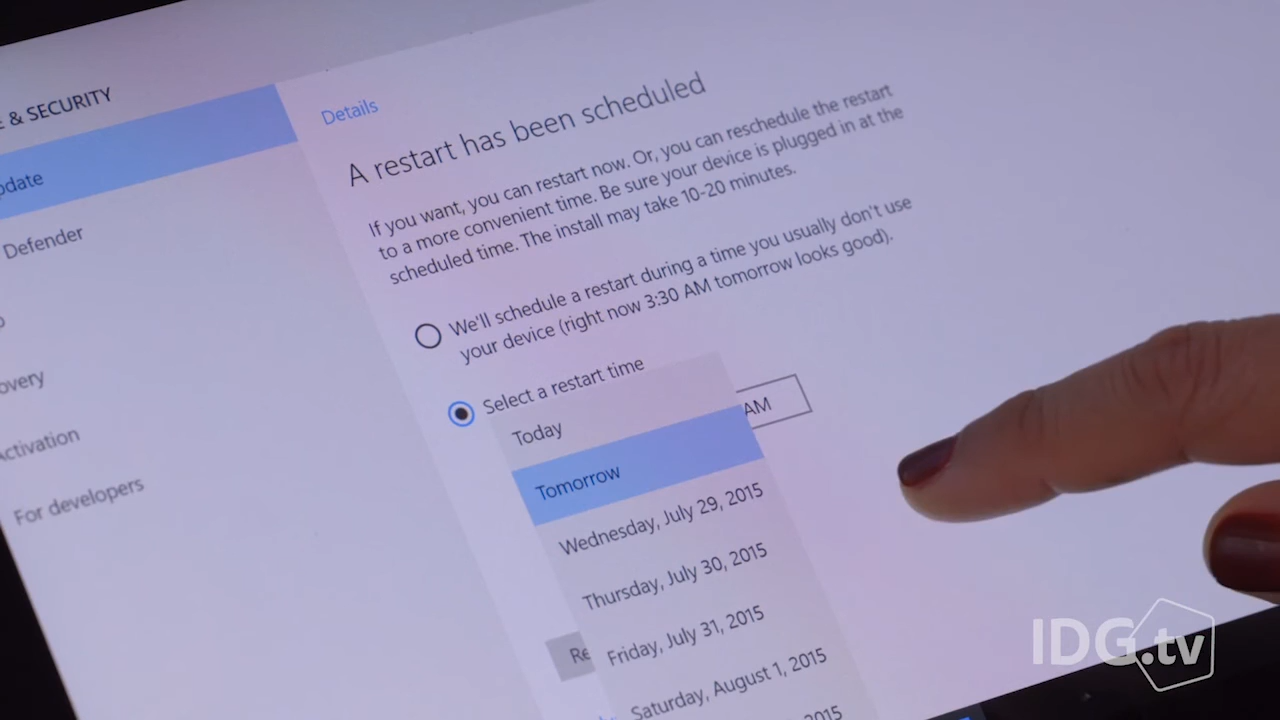 & SECURITY
Details
A restart has been scheduled
If you want, you can restart now. Or, you can reschedule the restart
to a more convenient time. Be sure your device is plugged in at the
scheduled time. The install may take 10-20 minutes.
We'll schedule a restart during a time you usually don't use
your device (right now 3:30 AM tomorrow looks good).
Select a restart time
AM
Today
Tomorrow
Wednesday, July 29, 2015
Thursday, July 30, 2015
Friday, July 31, 2015
Saturday, August 1, 2015
2015
Re
pdate
Defender
overy
Activation
For developers
IDG.tv